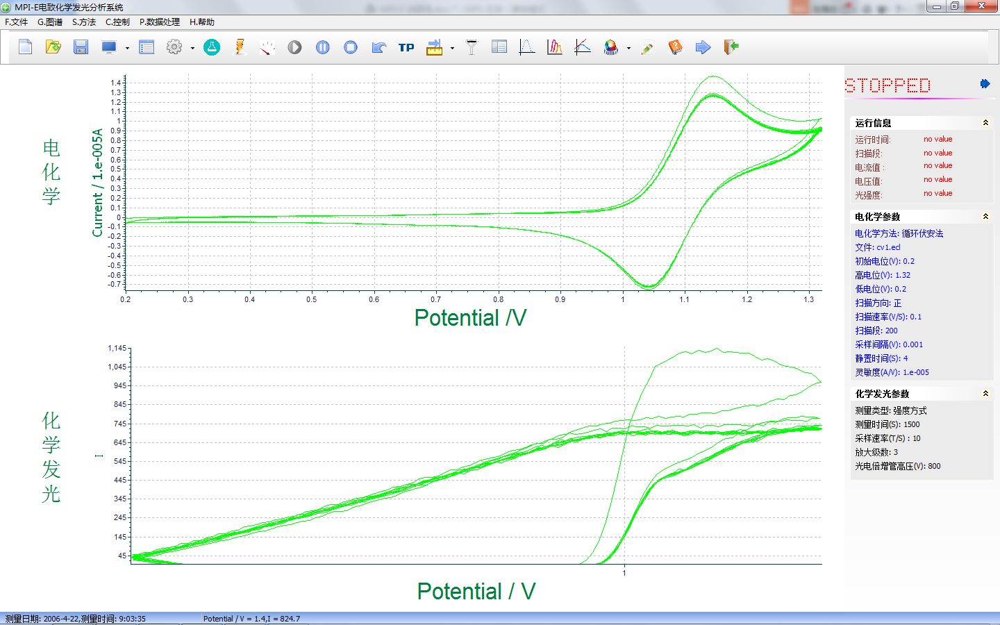 MPI-E电致化学发光分析系统
F.文件 G.图谱 S.方法 C.控制 P.数据处理 H.帮助
TP
电化学
Current / 1.e-005A
1.4
1.3
1.2
1.1
1
0.9
0.8
0.7
0.6
0.5
0.4
0.3
0.2
0.1
0
-0.1
-0.2
-0.3
-0.4
-0.5
-0.6
-0.7
0.2 0.3 0.4 0.5 0.6 0.7 0.8 0.9 1 1.1 1.2 1.3
Potential /V
化学发光
I
1,145
1,045
945
845
745
645
545
445
345
245
145
45
1
Potential / V
STOPPED
运行信息
运行时间: no value
扫描段: no value
电流值 : no value
电压值: no value
光强度: no value
电化学参数
电化学方法: 循环伏安法
文件: cv1.ecl
初始电位(V): 0.2
高电位(V): 1.32
低电位(V): 0.2
扫描方向: 正
扫描速率(V/S): 0.1
扫描段: 200
采样间隔(V): 0.001
静置时间(S): 4
灵敏度(A/V): 1.e-005
化学发光参数
测量类型: 强度方式
测量时间(S): 1500
采样速率(T/S) : 10
放大级数: 3
光电倍增管高压(V): 800
测量日期: 2006-4-22,测量时间: 9:03:35 Potential / V = 1.4,I = 824.7